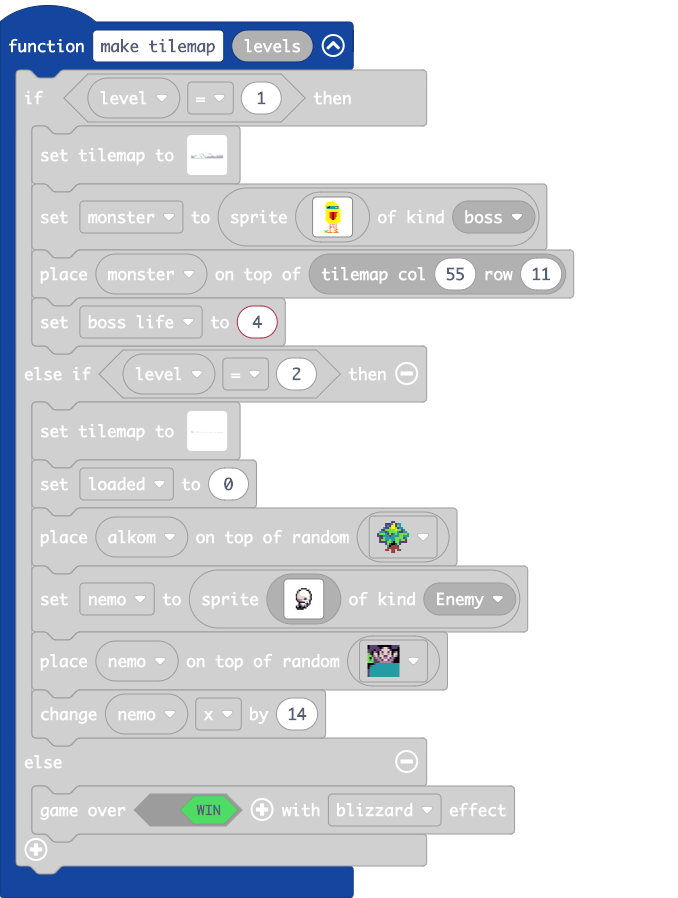 function make tilemap levels
if level = 1 then
set tilemap to
set monster to sprite of kind boss
place monster on top of tilemap col 55 row 11
set boss life to 4
else if level = 2 then
set tilemap to
set loaded to 0
place alkom on top of random
set nemo to sprite of kind Enemy
place nemo on top of random
change nemo x by 14
else
game over WIN with blizzard effect